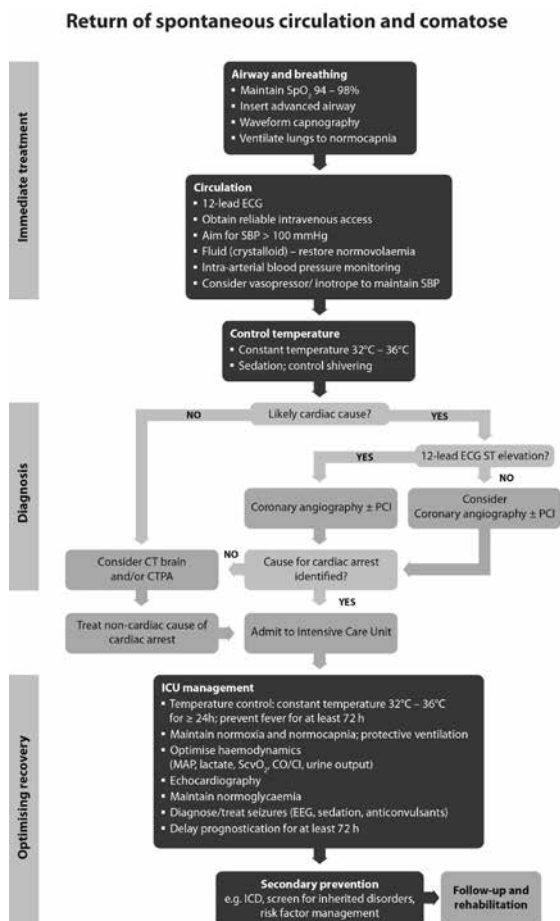 Return of spontaneous circulation and comatose
Immediate treatment
Airway and breathing
▪ Maintain SpO₂ 94 – 98%
▪ Insert advanced airway
▪ Waveform capnography
▪ Ventilate lungs to normocapnia
Circulation
▪ 12-lead ECG
▪ Obtain reliable intravenous access
▪ Aim for SBP > 100 mmHg
▪ Fluid (crystalloid) – restore normovolaemia
▪ Intra-arterial blood pressure monitoring
▪ Consider vasopressor/ inotrope to maintain SBP
Control temperature
▪ Constant temperature 32°C – 36°C
▪ Sedation; control shivering
Diagnosis
NO
Likely cardiac cause?
YES
YES
12-lead ECG ST elevation?
NO
Coronary angiography ± PCI
Consider
Coronary angiography ± PCI
Consider CT brain
and/or CTPA
NO
Cause for cardiac arrest
identified?
YES
Treat non-cardiac cause of
cardiac arrest
Admit to Intensive Care Unit
Optimising recovery
ICU management
▪ Temperature control: constant temperature 32°C – 36°C
for ≥ 24h; prevent fever for at least 72 h
▪ Maintain normoxia and normocapnia; protective ventilation
▪ Optimise haemodynamics
(MAP, lactate, ScvO₂, CO/CI, urine output)
▪ Echocardiography
▪ Maintain normoglycaemia
▪ Diagnose/treat seizures (EEG, sedation, anticonvulsants)
▪ Delay prognostication for at least 72 h
Secondary prevention
e.g. ICD, screen for inherited disorders,
risk factor management
Follow-up and
rehabilitation